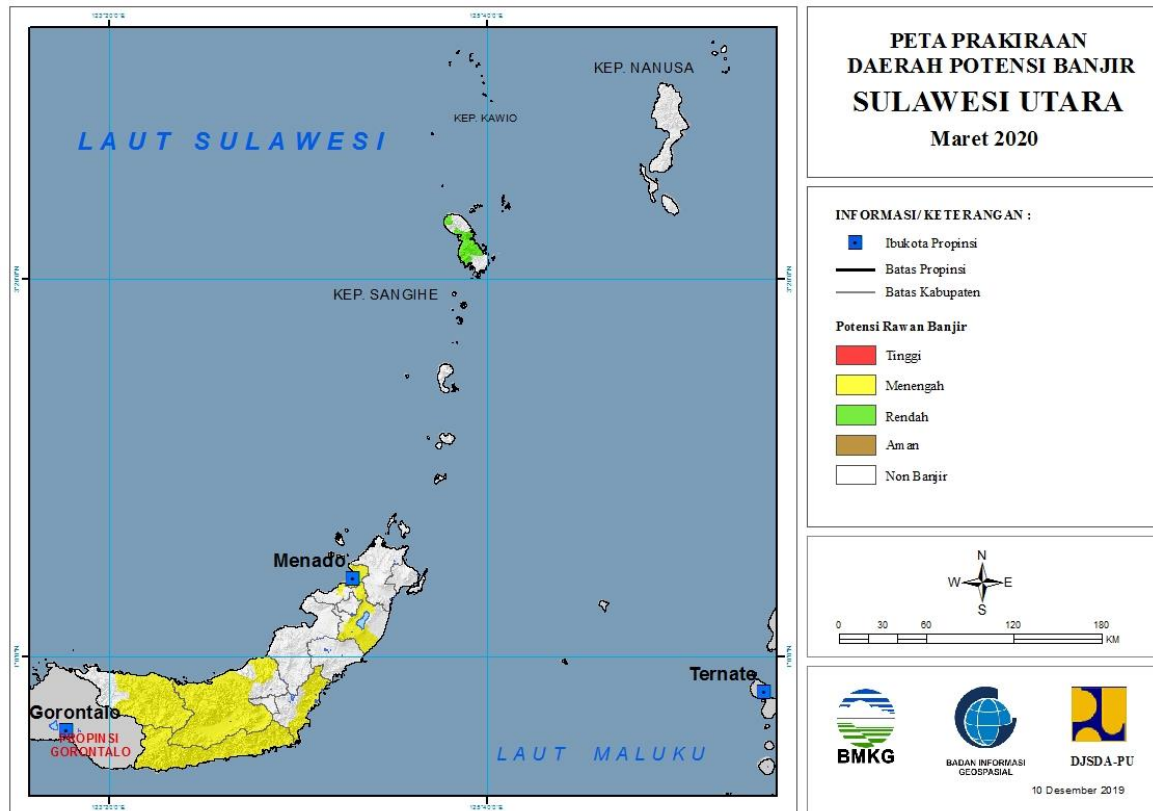 PETA PRAKIRAAN
DAERAH POTENSI BANJIR
SULAWESI UTARA
Maret 2020
KEP. NANUSA
KEP. KAWIO
LAUT SULAWESI
KEP. SANGIHE
Menado
Ternate
Gorontalo
PROPINSI
GORONTALO
LAUT MALUKU
INFORMASI/ KETERANGAN :
Ibukota Propinsi
Batas Propinsi
Batas Kabupaten
Potensi Rawan Banjir
Tinggi
Menengah
Rendah
Aman
Non Banjir
N
W E
S
0 30 60 120 180
KM
BMKG
BADAN INFORMASI
GEOSPASIAL
DJSDA-PU
10 Desember 2019